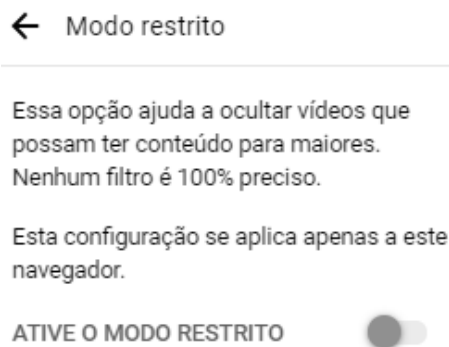 Modo restrito
Essa opção ajuda a ocultar vídeos que
possam ter conteúdo para maiores.
Nenhum filtro é 100% preciso.
Esta configuração se aplica apenas a este
navegador.
ATIVE O MODO RESTRITO